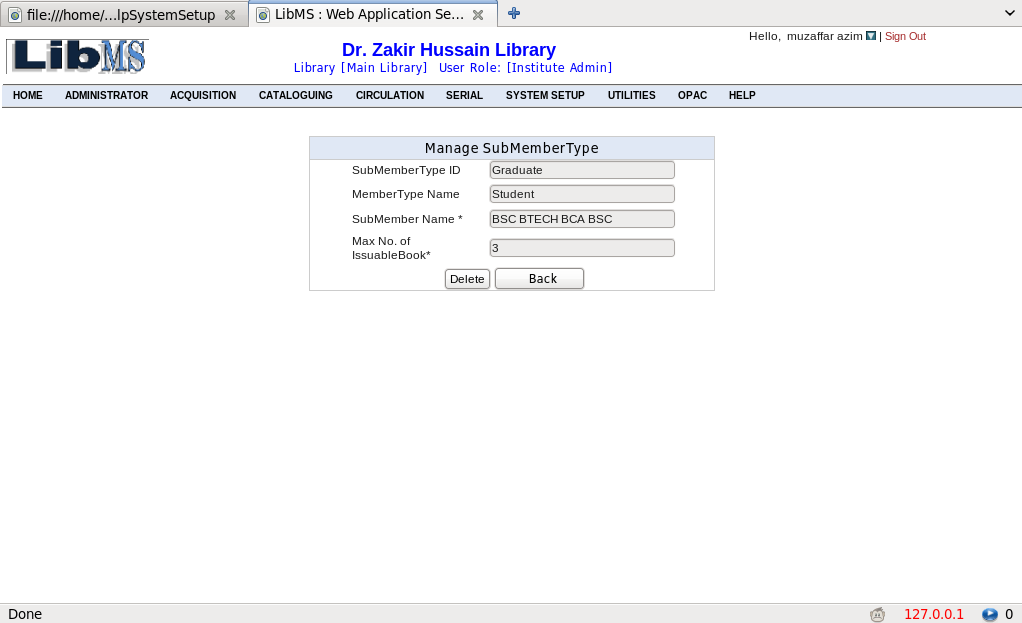 file:///home/...lpSystemSetup LibMS : Web Application Se...
Hello, muzaffar azim | Sign Out
LibMS
Dr. Zakir Hussain Library
Library [Main Library] User Role: [Institute Admin]
HOME ADMINISTRATOR ACQUISITION CATALOGUING CIRCULATION SERIAL SYSTEM SETUP UTILITIES OPAC HELP
Manage SubMemberType
SubMemberType ID Graduate
MemberType Name Student
SubMember Name * BSC BTECH BCA BSC
Max No. of
IssuableBook* 3
Delete Back
Done 127.0.0.1 0